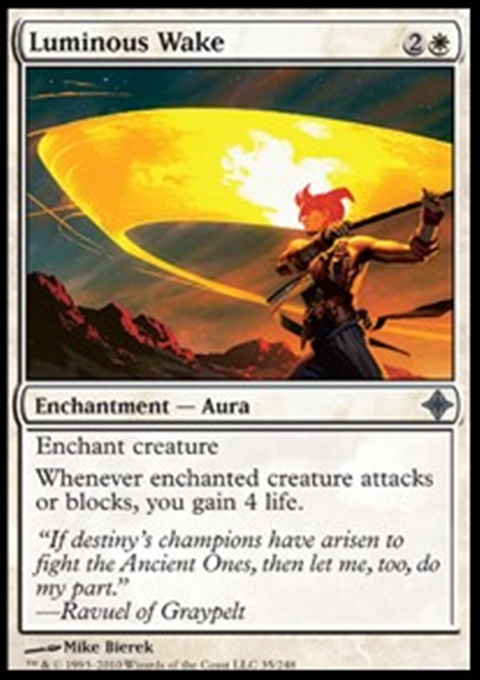 Luminous Wake 2
Enchantment — Aura
Enchant creature
Whenever enchanted creature attacks
or blocks, you gain 4 life.
“If destiny’s champions have arisen to
fight the Ancient Ones, then let me, too, do
my part.”
—Ravuel of Graypelt
Mike Bierek
™ & © 1993–2010 Wizards of the Coast LLC 35/248